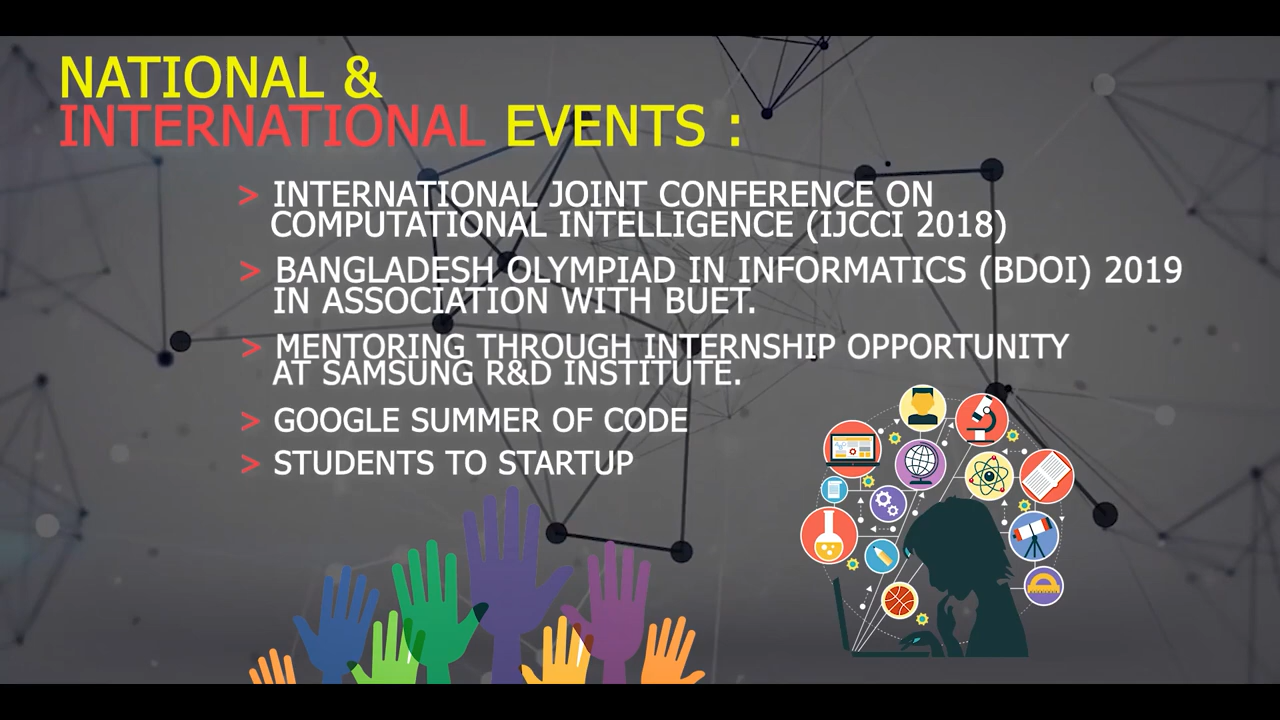 NATIONAL &
INTERNATIONAL EVENTS :
> INTERNATIONAL JOINT CONFERENCE ON
COMPUTATIONAL INTELLIGENCE (IJCCI 2018)
> BANGLADESH OLYMPIAD IN INFORMATICS (BDOI) 2019
IN ASSOCIATION WITH BUET.
> MENTORING THROUGH INTERNSHIP OPPORTUNITY
AT SAMSUNG R&D INSTITUTE.
> GOOGLE SUMMER OF CODE
> STUDENTS TO STARTUP